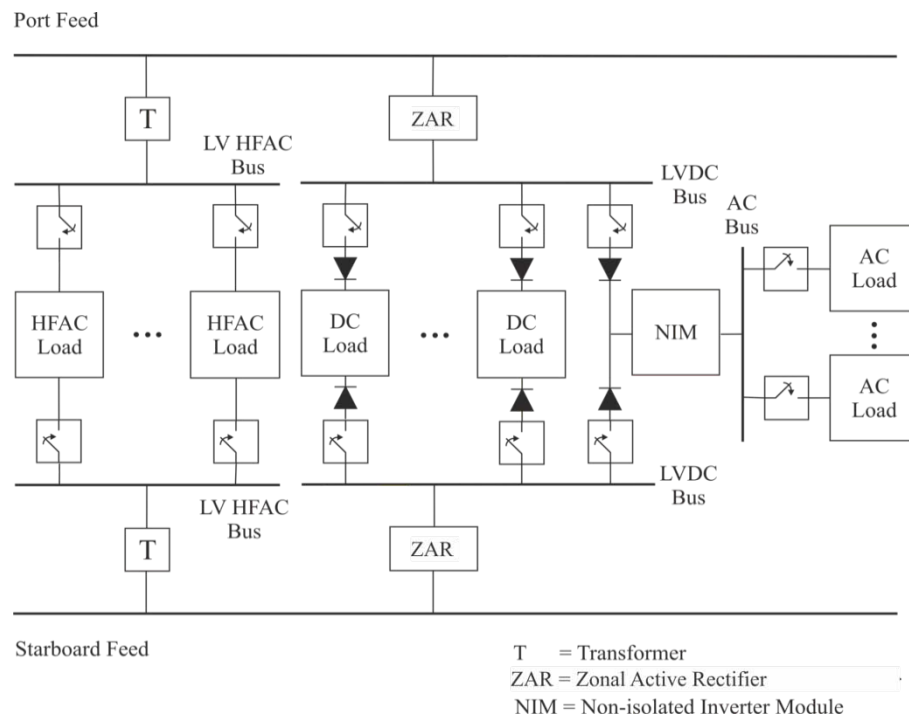 Port Feed
T
ZAR
LV HFAC
Bus
LVDC
Bus
AC
Bus
HFAC
Load
•••
HFAC
Load
DC
Load
•••
DC
Load
NIM
AC
Load
•••
AC
Load
LV HFAC
Bus
LVDC
Bus
T
ZAR
Starboard Feed
T = Transformer
ZAR = Zonal Active Rectifier
NIM = Non-isolated Inverter Module